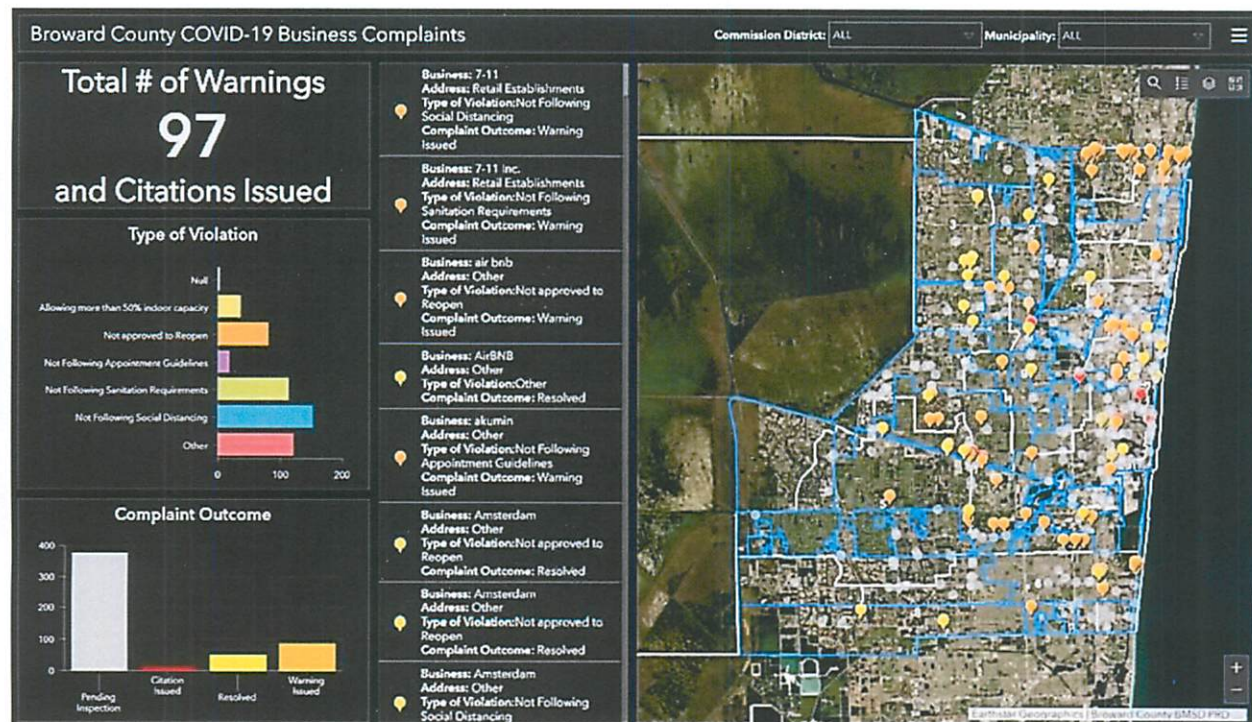 Broward County COVID-19 Business Complaints
Commission District: ALL
Municipality: ALL
Total # of Warnings
97
and Citations Issued
Type of Violation
Null
Allowing more than 50% indoor capacity
Not approved to Reopen
Not Following Appointment Guidelines
Not Following Sanitation Requirements
Not Following Social Distancing
Other
0
100
200
Complaint Outcome
400
300
200
100
0
Pending
Inspection
Citation
Issued
Resolved
Warning
Issued
Business: 7-11
Address: Retail Establishments
Type of Violation:Not Following
Social Distancing
Complaint Outcome: Warning
Issued
Business: 7-11 Inc.
Address: Retail Establishments
Type of Violation:Not Following
Sanitation Requirements
Complaint Outcome: Warning
Issued
Business: air bnb
Address: Other
Type of Violation:Not approved to
Reopen
Complaint Outcome: Warning
Issued
Business: AirBNB
Address: Other
Type of Violation:Other
Complaint Outcome: Resolved
Business: akumin
Address: Other
Type of Violation:Not Following
Appointment Guidelines
Complaint Outcome: Warning
Issued
Business: Amsterdam
Address: Other
Type of Violation:Not approved to
Reopen
Complaint Outcome: Resolved
Business: Amsterdam
Address: Other
Type of Violation:Not approved to
Reopen
Complaint Outcome: Resolved
Business: Amsterdam
Address: Other
Type of Violation:Not Following
Social Distancing
+
−
Earthstar Geographics | Broward County